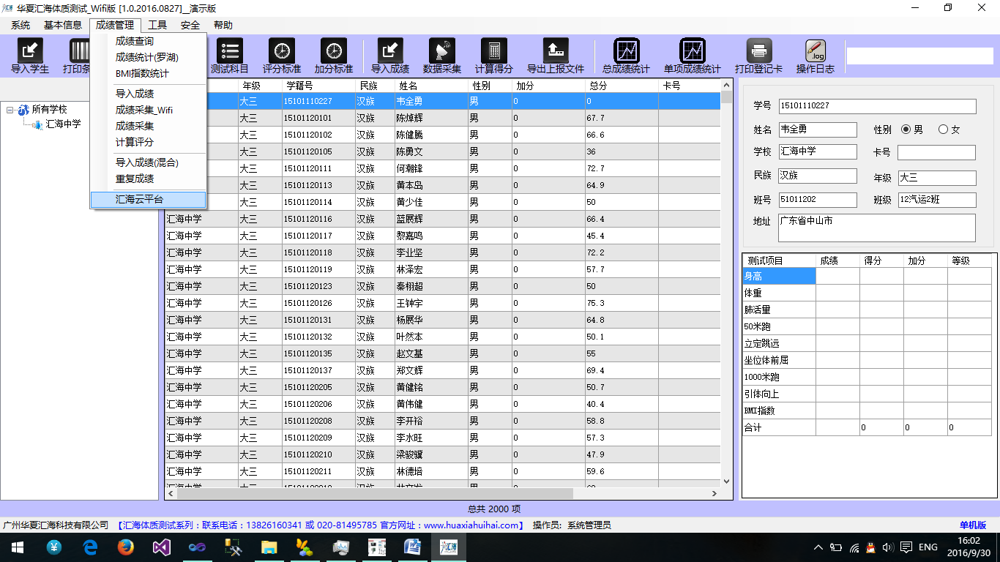 华夏汇海体质测试_Wifi版 [1.0.2016.0827]__演示版
系统 基本信息 成绩管理 工具 安全 帮助
导入学生 打印条 测试科目 评分标准 加分标准 导入成绩 数据采集 计算得分 导出上报文件 总成绩统计 单项成绩统计 打印登记卡 操作日志
成绩查询
成绩统计(罗湖)
BMI指数统计
导入成绩
成绩采集_Wifi
成绩采集
计算评分
导入成绩(混合)
重复成绩
汇海云平台
所有学校
汇海中学
年级 学籍号 民族 姓名 性别 加分 总分 卡号
大三 15101110227 汉族 韦全勇 男 0 0
大三 15101120101 汉族 陈焯辉 男 0 67.7
大三 15101120102 汉族 陈健腾 男 0 66.6
大三 15101120105 汉族 陈勇文 男 0 36
大三 15101120111 汉族 何潮锋 男 0 72.7
大三 15101120113 汉族 黄本岛 男 0 64.9
大三 15101120114 汉族 黄少佳 男 0 50
汇海中学 大三 15101120116 汉族 蓝展辉 男 0 66.4
汇海中学 大三 15101120117 汉族 黎嘉鸣 男 0 45.4
汇海中学 大三 15101120118 汉族 李业坚 男 0 72.2
汇海中学 大三 15101120119 汉族 林泽宏 男 0 57.7
汇海中学 大三 15101120123 汉族 秦栩超 男 0 50
汇海中学 大三 15101120126 汉族 王钟宇 男 0 75.3
汇海中学 大三 15101120131 汉族 杨展华 男 0 64.8
汇海中学 大三 15101120132 汉族 叶然本 男 0 50.1
汇海中学 大三 15101120135 汉族 赵文基 男 0 55
汇海中学 大三 15101120137 汉族 郑文辉 男 0 69.4
汇海中学 大三 15101120205 汉族 黄健铭 男 0 50.7
汇海中学 大三 15101120206 汉族 黄伟健 男 0 40.4
汇海中学 大三 15101120208 汉族 李开裕 男 0 58.8
汇海中学 大三 15101120209 汉族 李水旺 男 0 57.3
汇海中学 大三 15101120210 汉族 梁骏骥 男 0 47.9
汇海中学 大三 15101120211 汉族 林德培 男 0 59.6
学号 15101110227
姓名 韦全勇 性别 男 女
学校 汇海中学 卡号
民族 汉族 年级 大三
班号 51011202 班级 12汽运2班
地址 广东省中山市
测试项目 成绩 得分 加分 等级
身高
体重
肺活量
50米跑
立定跳远
坐位体前屈
1000米跑
引体向上
BMI指数
合计 0 0 0
总共 2000 项
广州华夏汇海科技有限公司 【汇海体质测试系列：联系电话：13826160341 或 020-81495785 官方网址：www.huaxiahuihai.com】 操作员: 系统管理员 单机版
ENG 16:02
2016/9/30